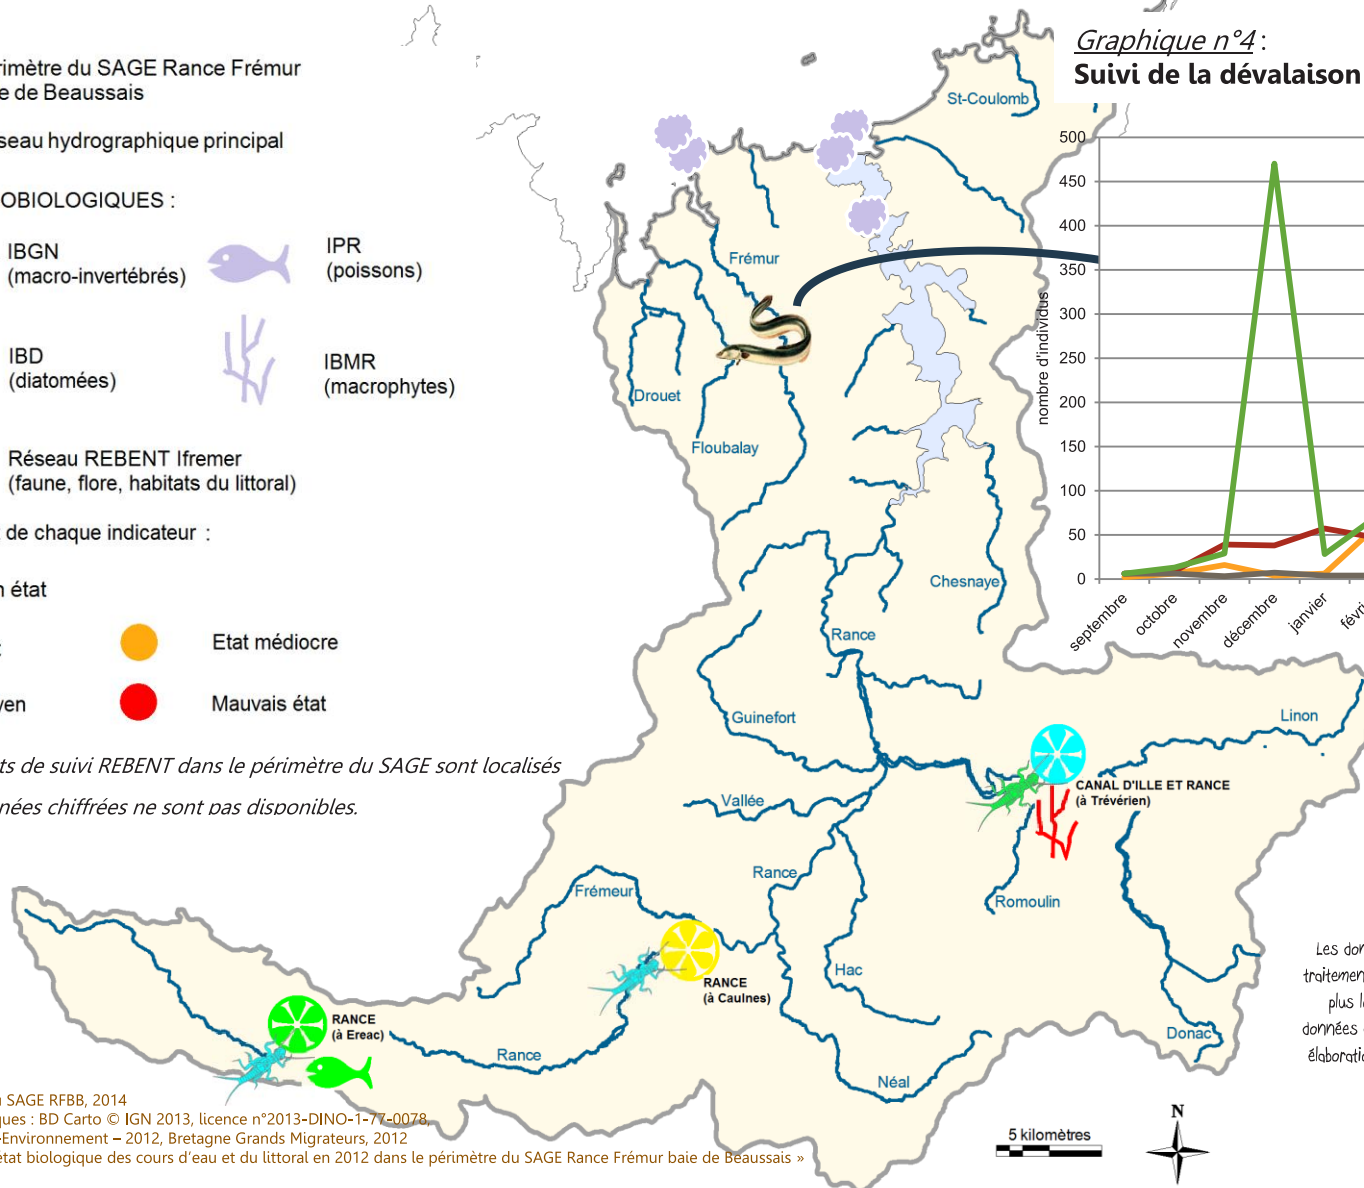 rimètre du SAGE Rance Frémur
e de Beaussais
seau hydrographique principal
OBIOLOGIQUES :
IBGN
(macro-invertébrés)
IPR
(poissons)
IBD
(diatomées)
IBMR
(macrophytes)
Réseau REBENT Ifremer
(faune, flore, habitats du littoral)
t de chaque indicateur :
n état
Etat médiocre
yen
Mauvais état
ts de suivi REBENT dans le périmètre du SAGE sont localisés
nées chiffrées ne sont pas disponibles.
Graphique n°4 :
Suivi de la dévalaison
nombre d'individus
500
450
400
350
300
250
200
150
100
50
0
septembre
octobre
novembre
décembre
janvier
févri
St-Coulomb
Frémur
Drouet
Floubalay
Chesnaye
Rance
Guinefort
Linon
Vallée
CANAL D'ILLE ET RANCE
(à Trévérien)
Rance
Frémeur
Romoulin
Hac
RANCE
(à Caulnes)
RANCE
(à Ereac)
Rance
Donac
Néal
Les don
traitement
plus la
données
élaboratio
5 kilomètres
N
u SAGE RFBB, 2014
ques : BD Carto © IGN 2013, licence n°2013-DINO-1-77-0078,
-Environnement – 2012, Bretagne Grands Migrateurs, 2012
état biologique des cours d'eau et du littoral en 2012 dans le périmètre du SAGE Rance Frémur baie de Beaussais »